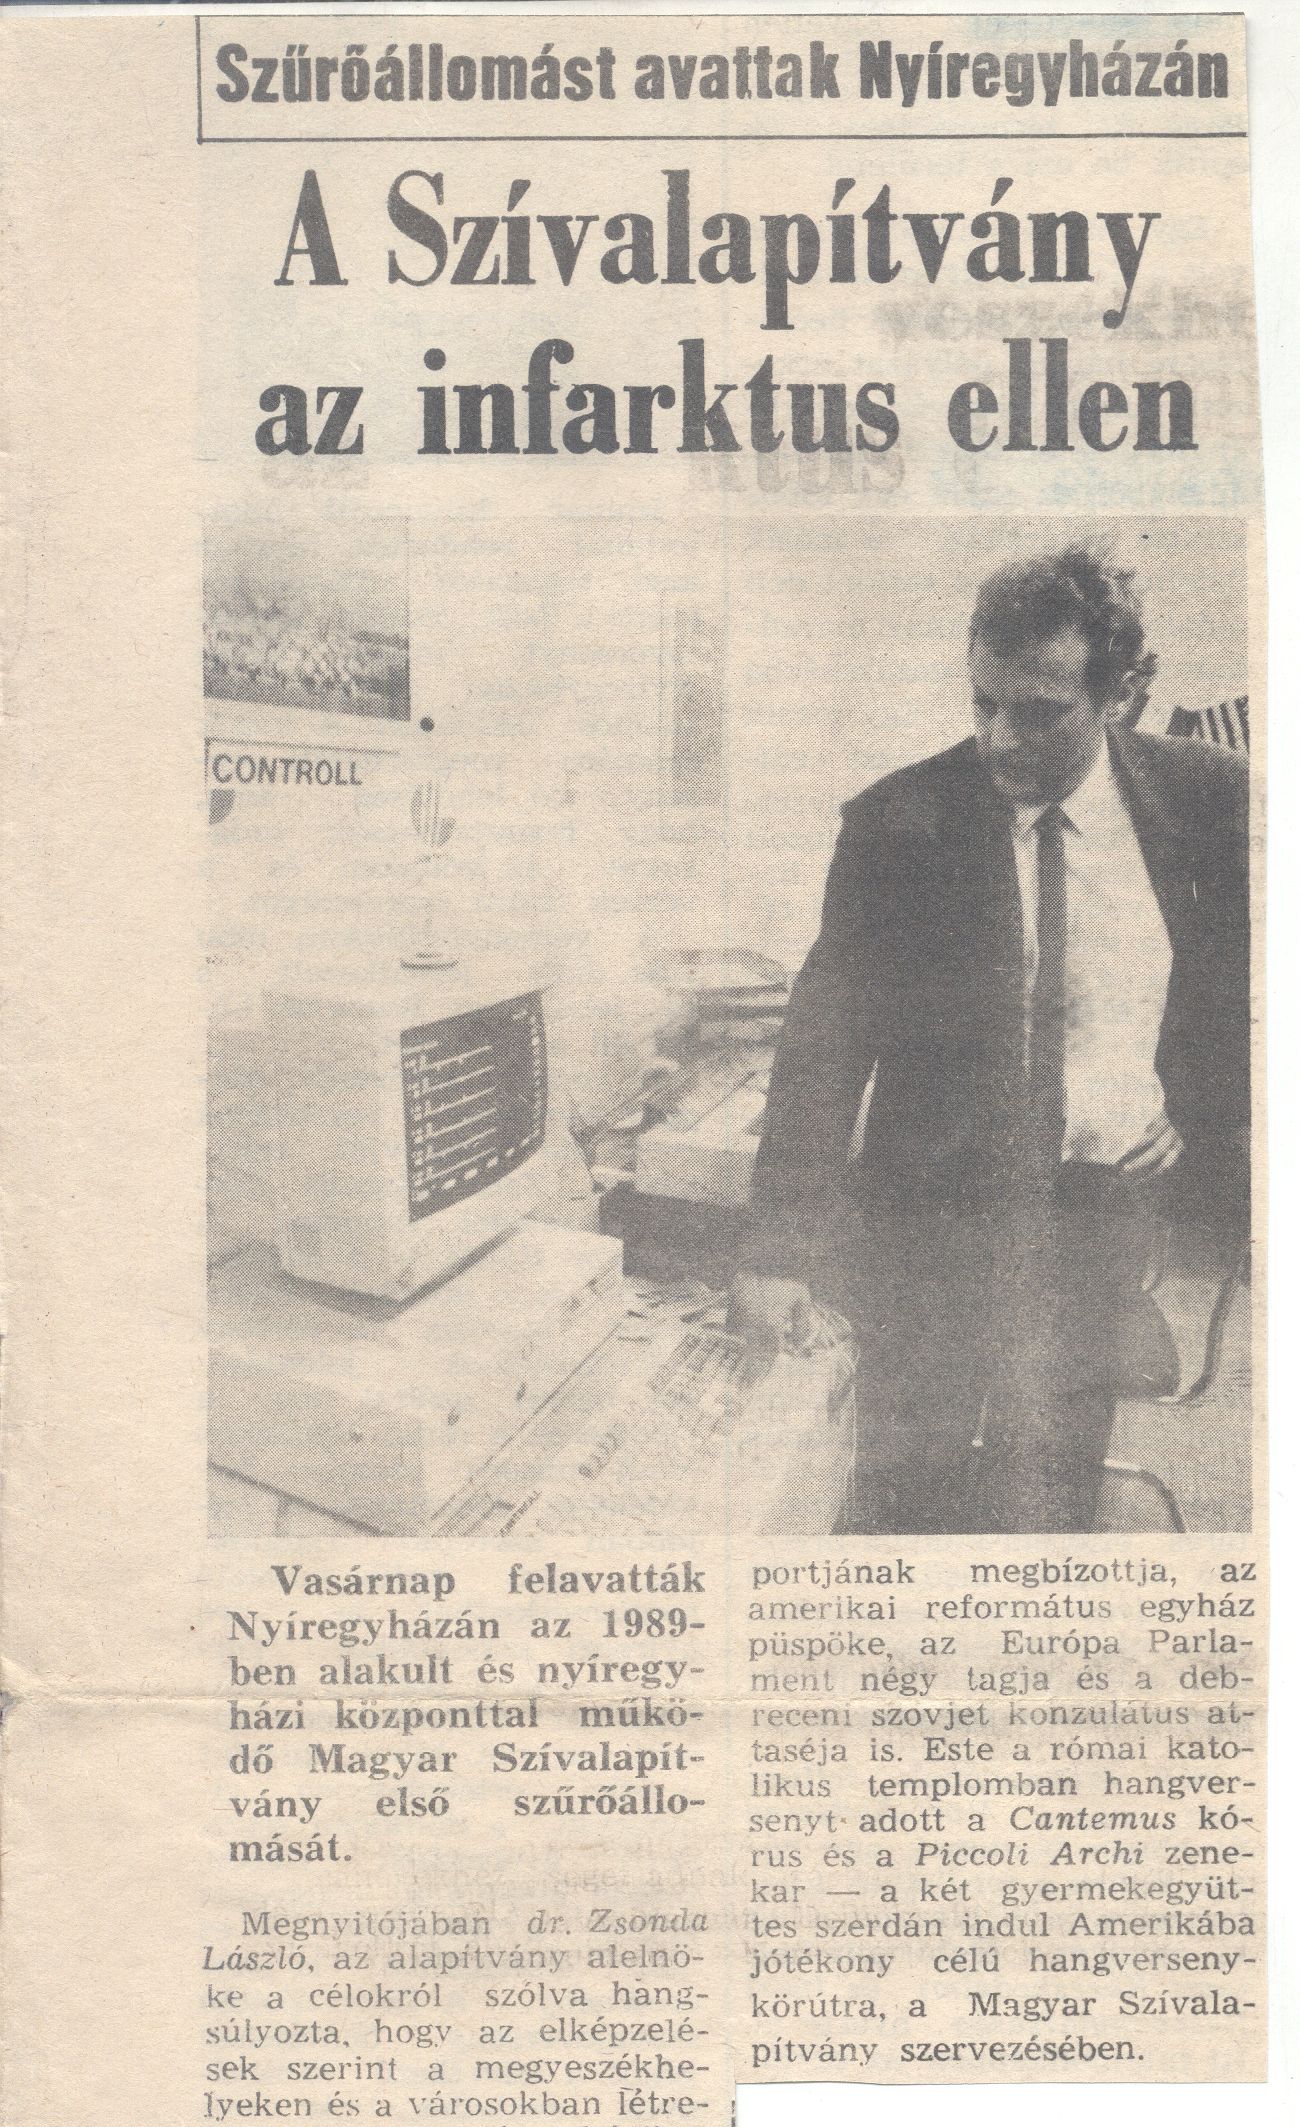 Szűrőállomást avattak Nyíregyházán
A Szívalapítvány
az infarktus ellen
CONTROLL
Vasárnap felavatták
Nyíregyházán az 1989-
ben alakult és nyíregy-
házi központtal műkö-
dő Magyar Szívalapít-
vány első szűrőállo-
mását.
Megnyitójában dr. Zsonda
László, az alapítvány alelnö-
ke a célokról szólva hang-
súlyozta, hogy az elképzelé-
sek szerint a megyeszékhe-
lyeken és a városokban létre-
portjának megbízottja, az
amerikai református egyház
püspöke, az Európa Parla-
ment négy tagja és a deb-
receni szovjet konzulátus at-
taséja is. Este a római kato-
likus templomban hangver-
senyt adott a Cantemus kó-
rus és a Piccoli Archi zene-
kar — a két gyermekegyüt-
tes szerdán indul Amerikába
jótékony célú hangverseny-
körútra, a Magyar Szívala-
pítvány szervezésében.